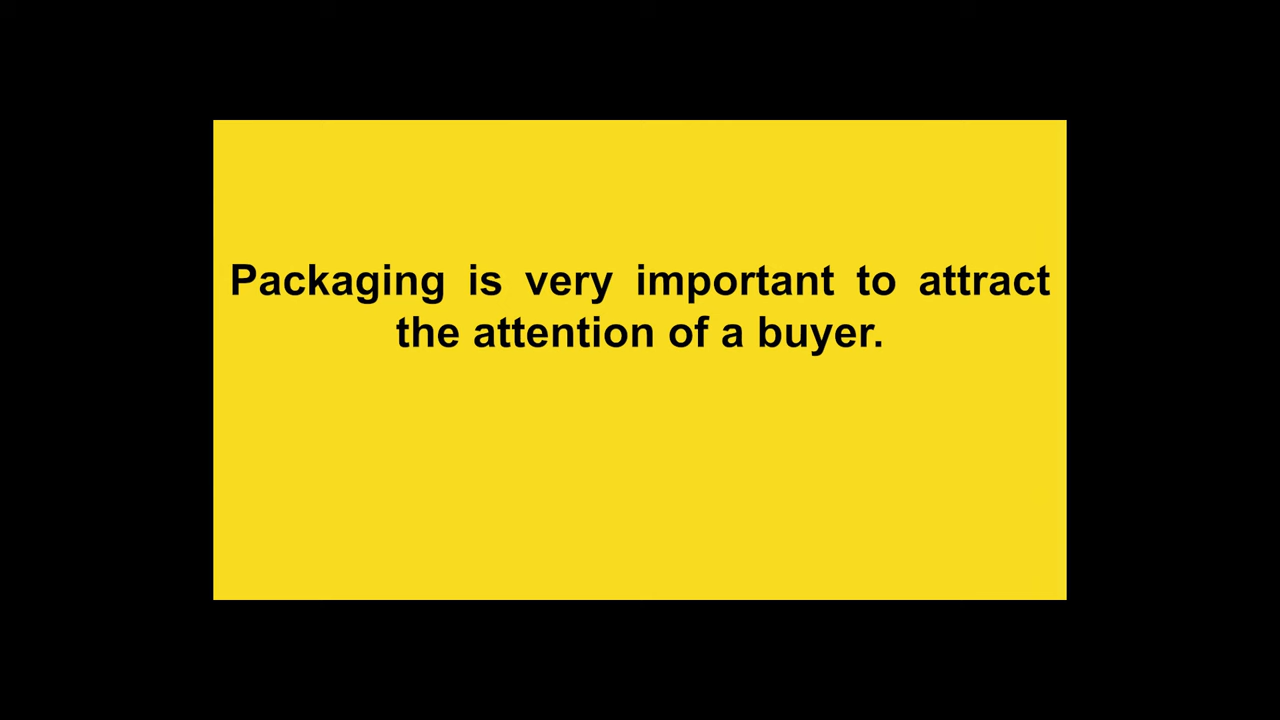 Packaging is very important to attract
the attention of a buyer.